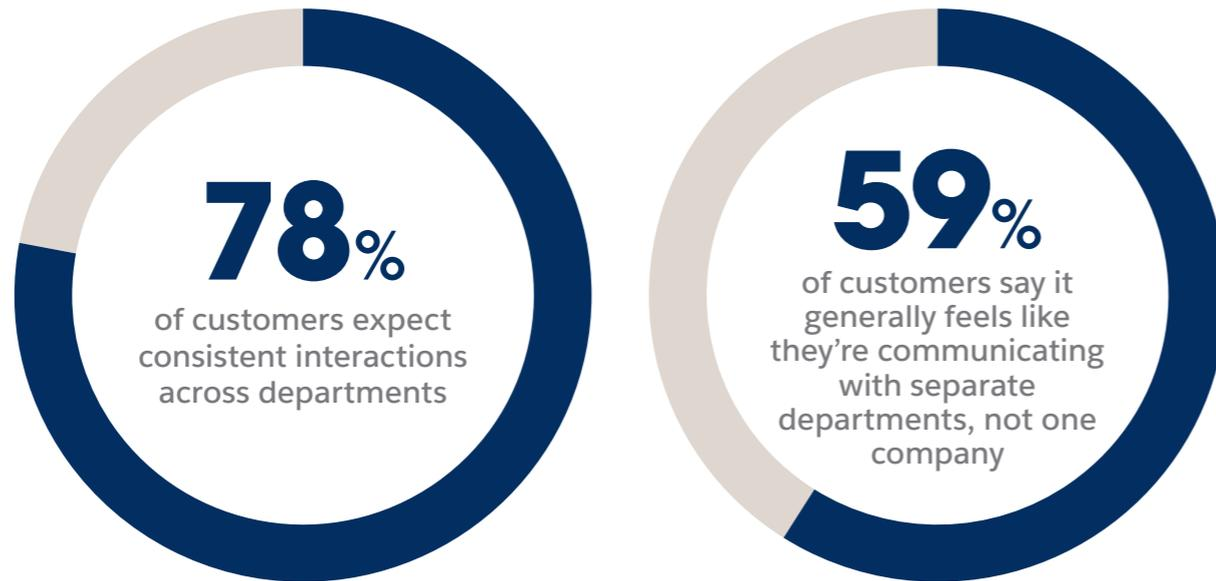 78%
of customers expect
consistent interactions
across departments
59%
of customers say it
generally feels like
they’re communicating
with separate
departments, not one
company